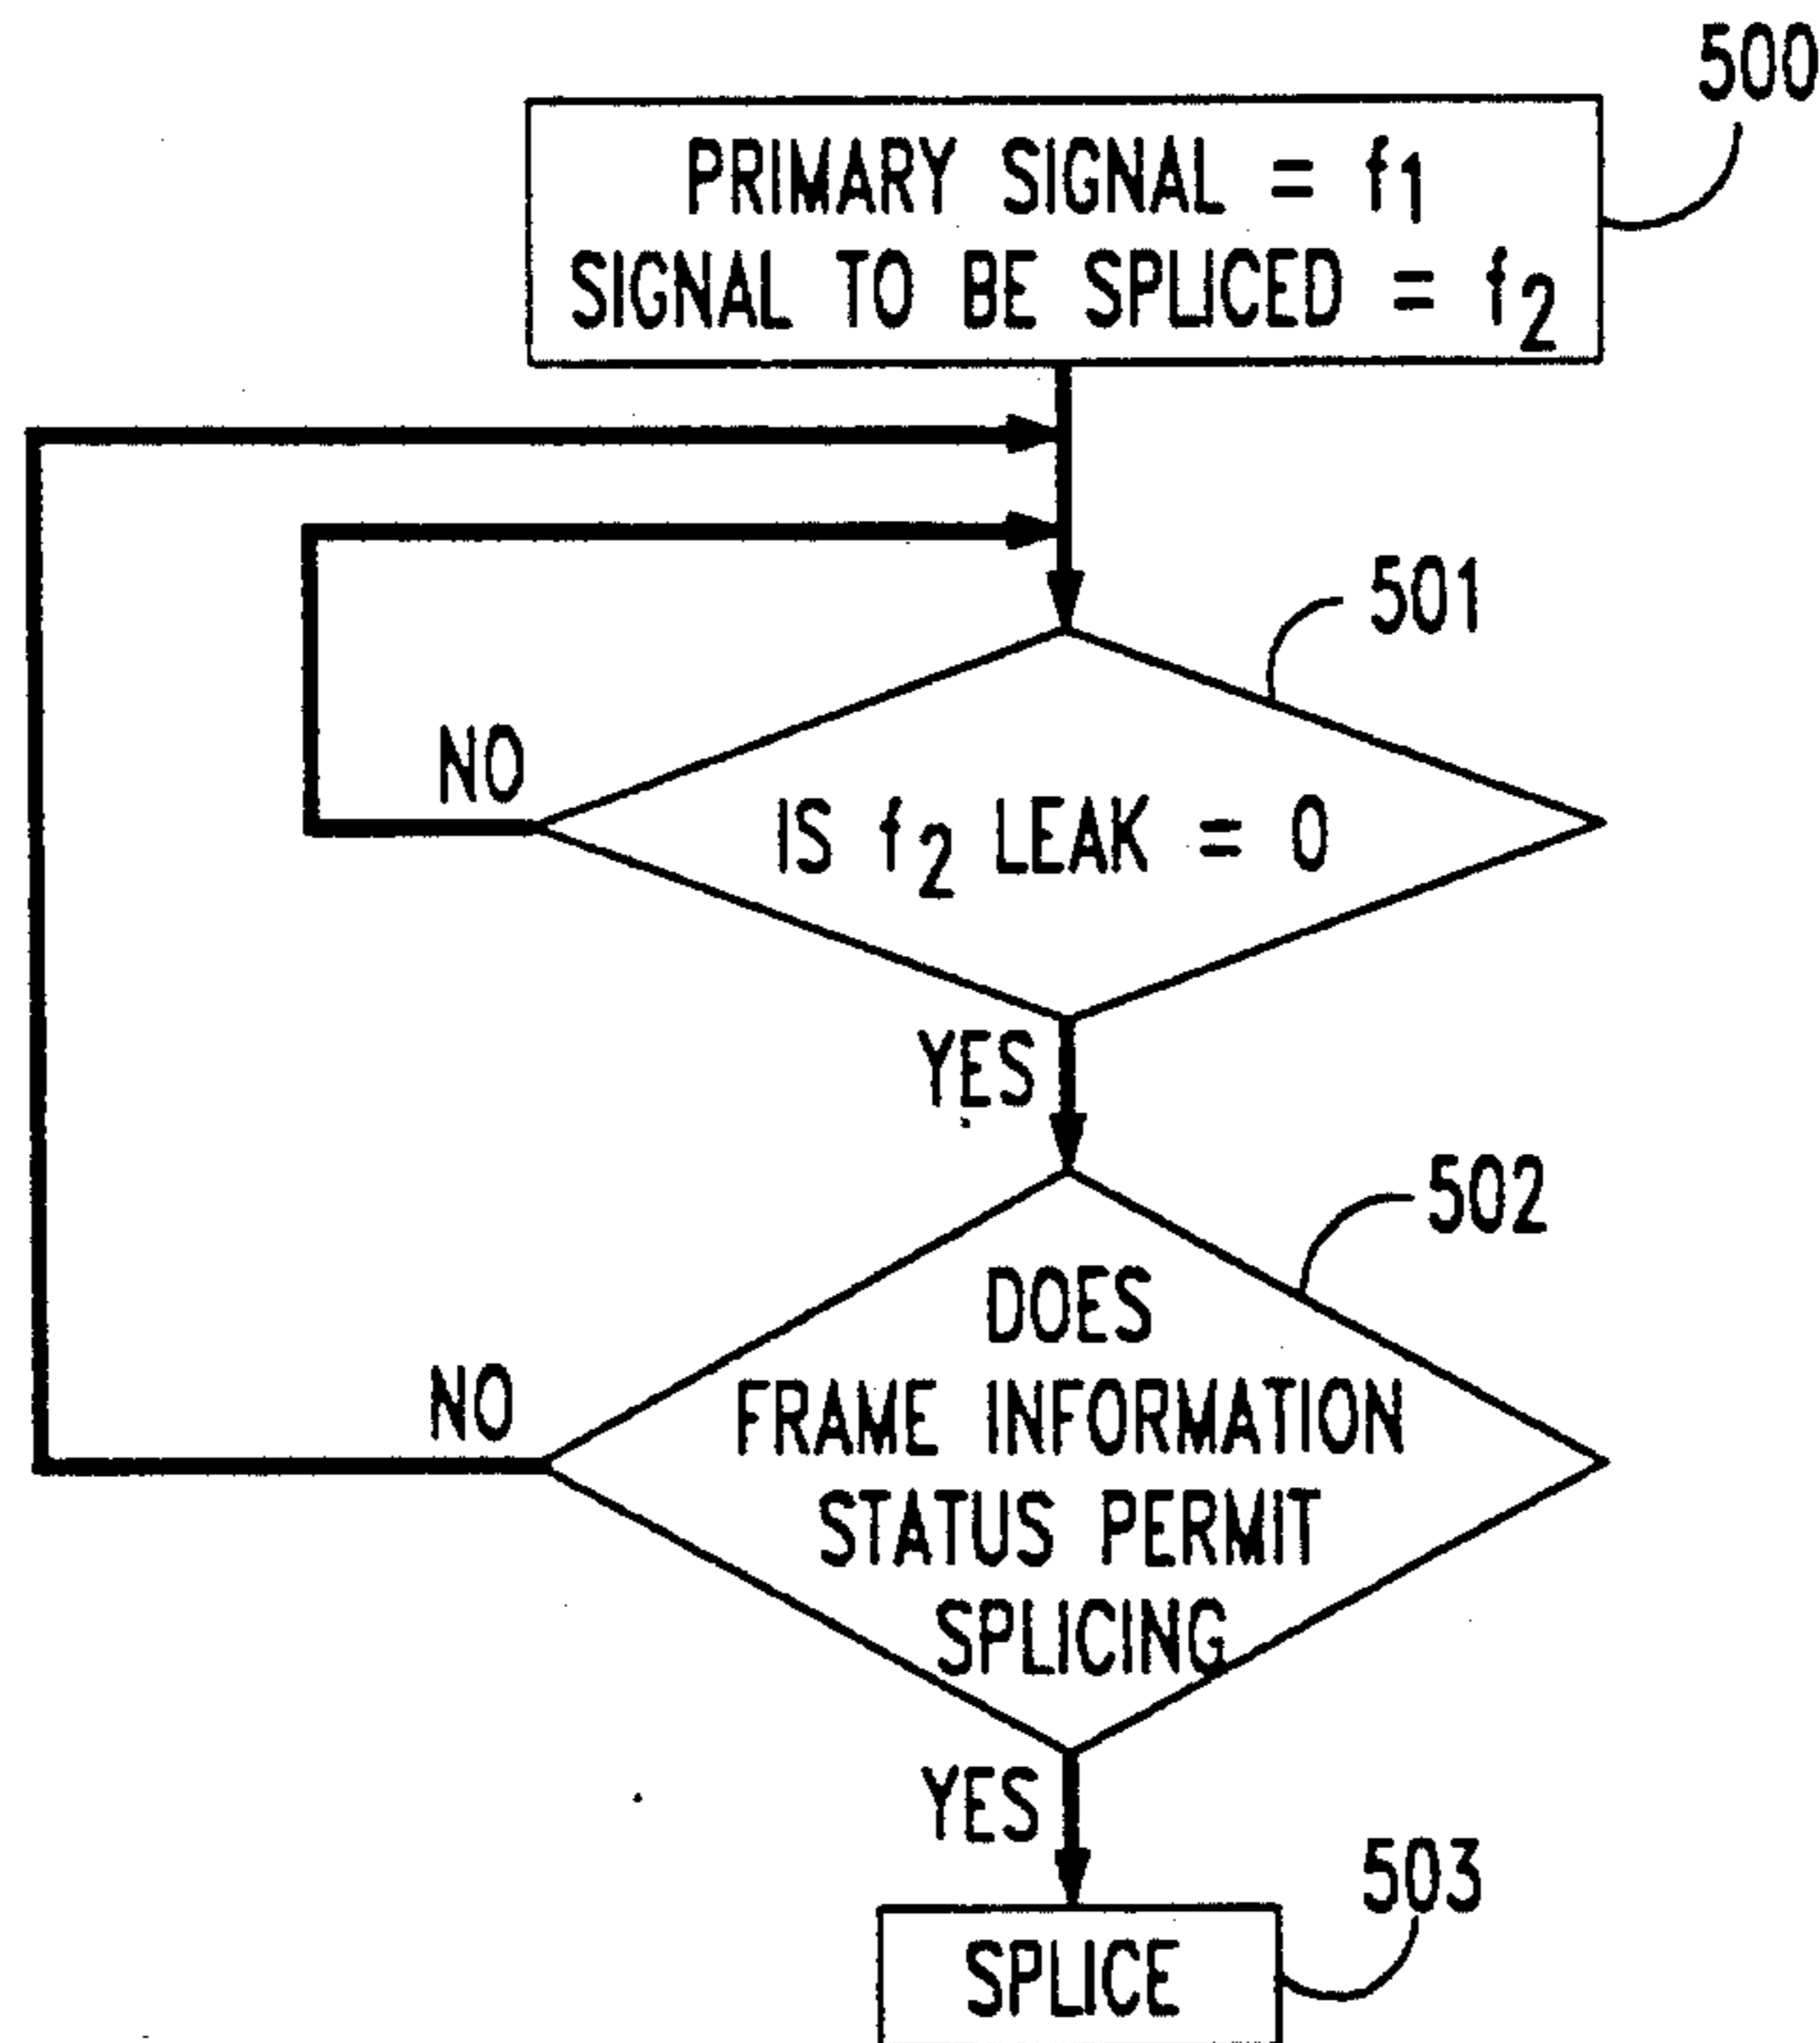 500
PRIMARY SIGNAL = f1
SIGNAL TO BE SPLICED = f2
501
NO
IS f2 LEAK = 0
YES
502
DOES
FRAME INFORMATION
STATUS PERMIT
SPLICING
NO
YES
503
SPLICE